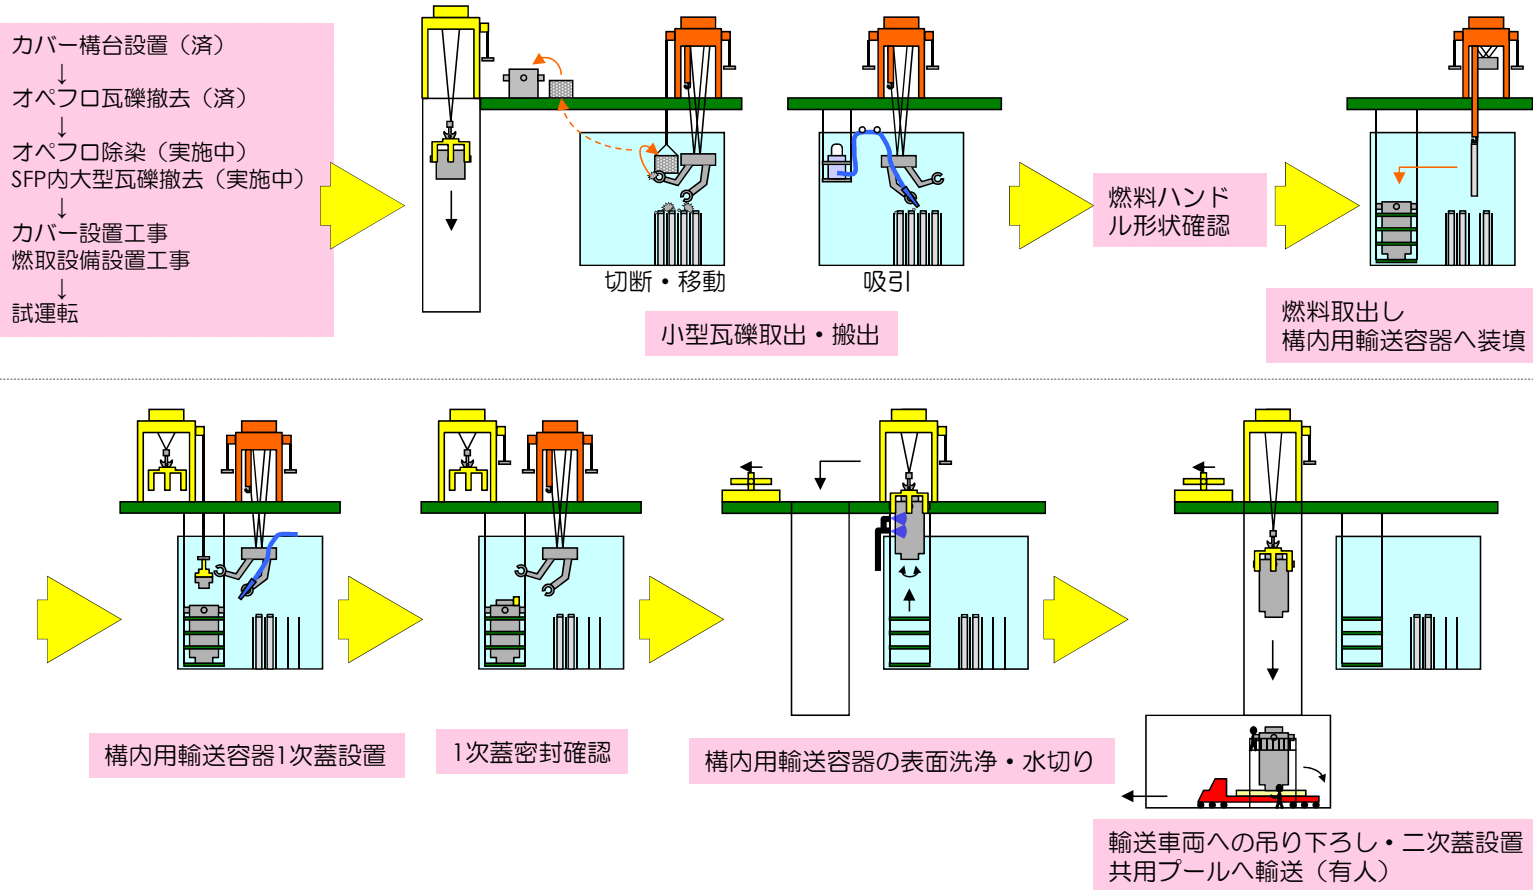 カバー構台設置（済）
↓
オペフロ瓦礫撤去（済）
↓
オペフロ除染（実施中）
SFP内大型瓦礫撤去（実施中）
↓
カバー設置工事
燃取設備設置工事
↓
試運転
切断・移動
吸引
小型瓦礫取出・搬出
燃料ハンド
ル形状確認
燃料取出し
構内用輸送容器へ装填
構内用輸送容器1次蓋設置
1次蓋密封確認
構内用輸送容器の表面洗浄・水切り
輸送車両への吊り下ろし・二次蓋設置
共用プールへ輸送（有人）